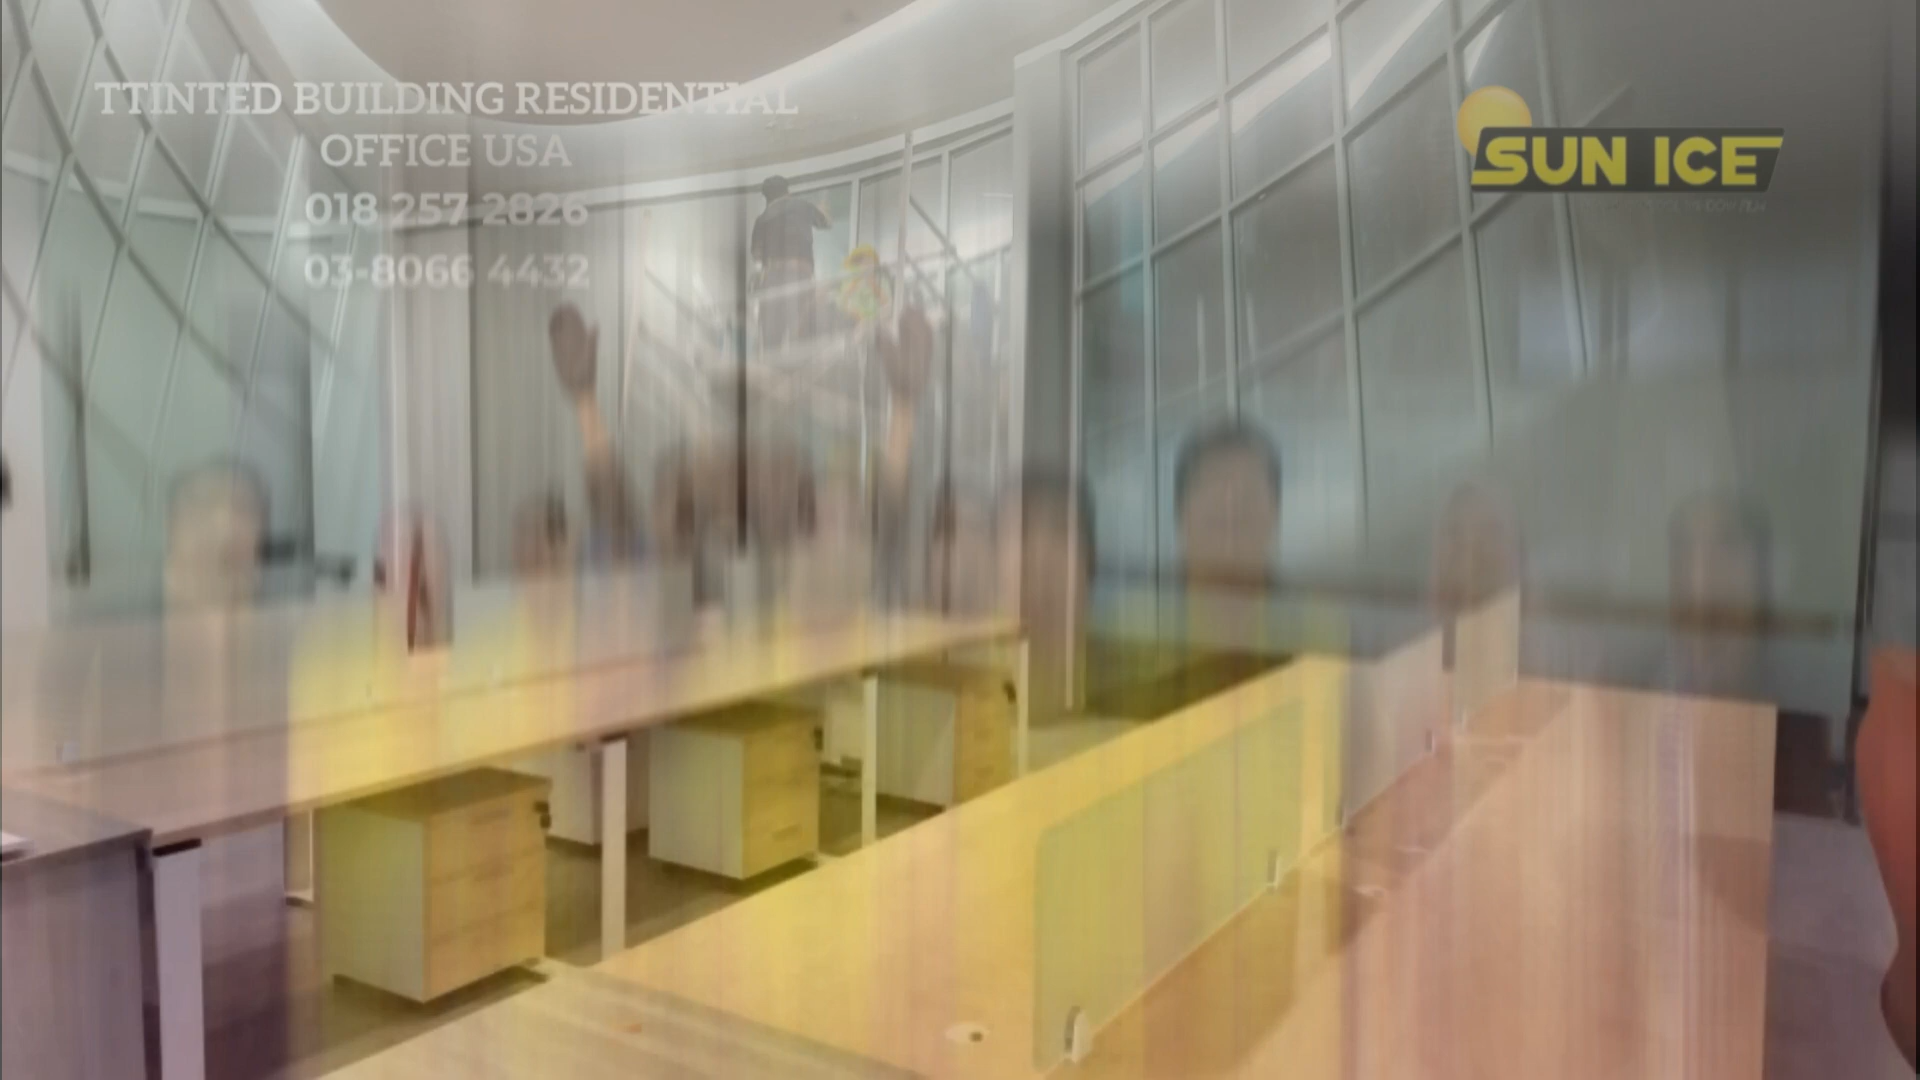 TTINTED BUILDING RESIDENTIAL
OFFICE USA
018 257 2826
03-8066 4432
SUN ICE